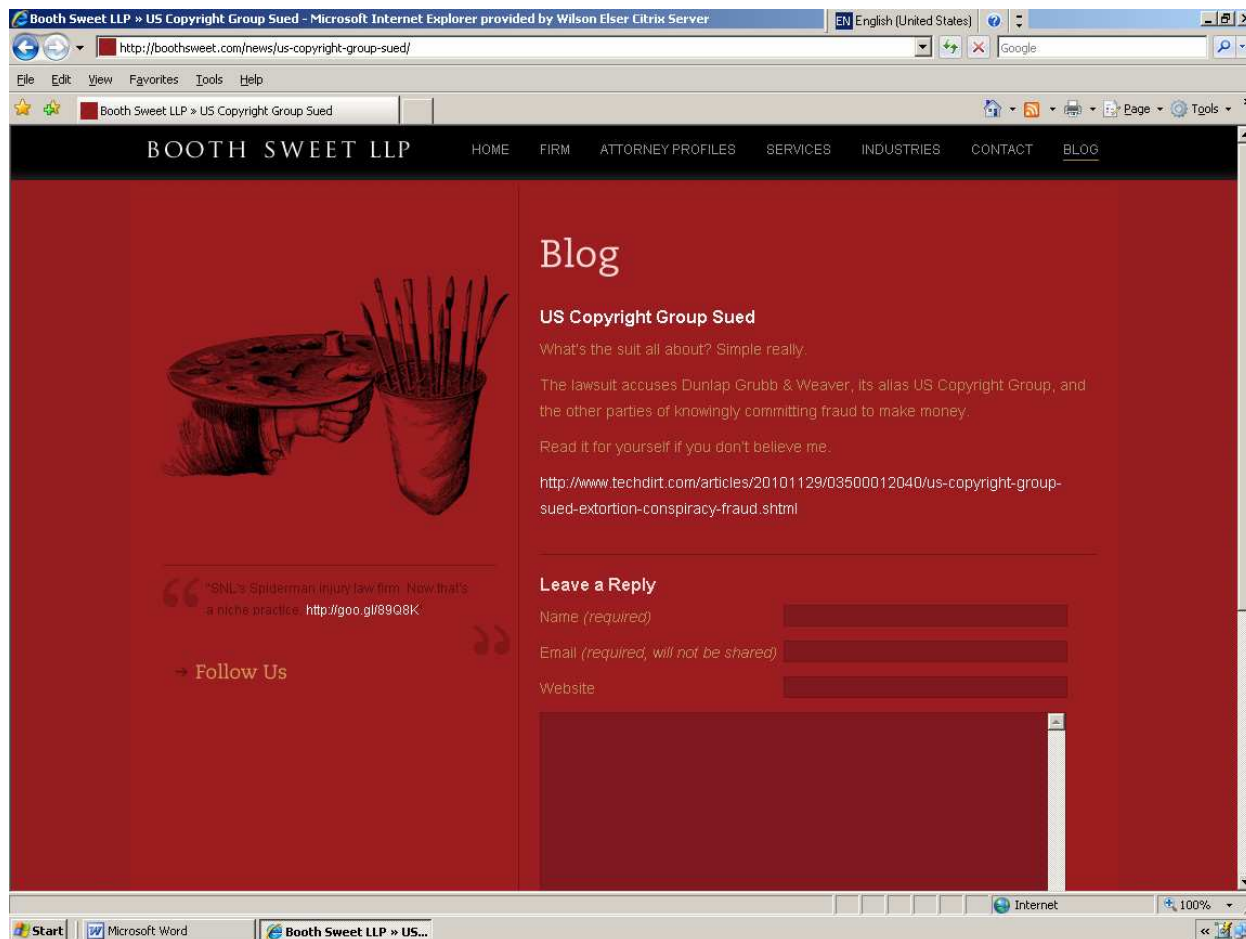 Booth Sweet LLP » US Copyright Group Sued - Microsoft Internet Explorer provided by Wilson Elser Citrix Server
EN English (United States)
http://boothsweet.com/news/us-copyright-group-sued/
Google
File Edit View Favorites Tools Help
Booth Sweet LLP » US Copyright Group Sued
Page Tools
BOOTH SWEET LLP
HOME FIRM ATTORNEY PROFILES SERVICES INDUSTRIES CONTACT BLOG
Blog
US Copyright Group Sued
What's the suit all about? Simple really.
The lawsuit accuses Dunlap Grubb & Weaver, its alias US Copyright Group, and
the other parties of knowingly committing fraud to make money.
Read it for yourself if you don't believe me.
http://www.techdirt.com/articles/20101129/03500012040/us-copyright-group-
sued-extortion-conspiracy-fraud.shtml
"SNL's Spiderman injury law firm. Now that's
a niche practice. http://goo.gl/89Q8K"
Follow Us
Leave a Reply
Name (required)
Email (required, will not be shared)
Website
Internet
100%
Start
Microsoft Word
Booth Sweet LLP » US...